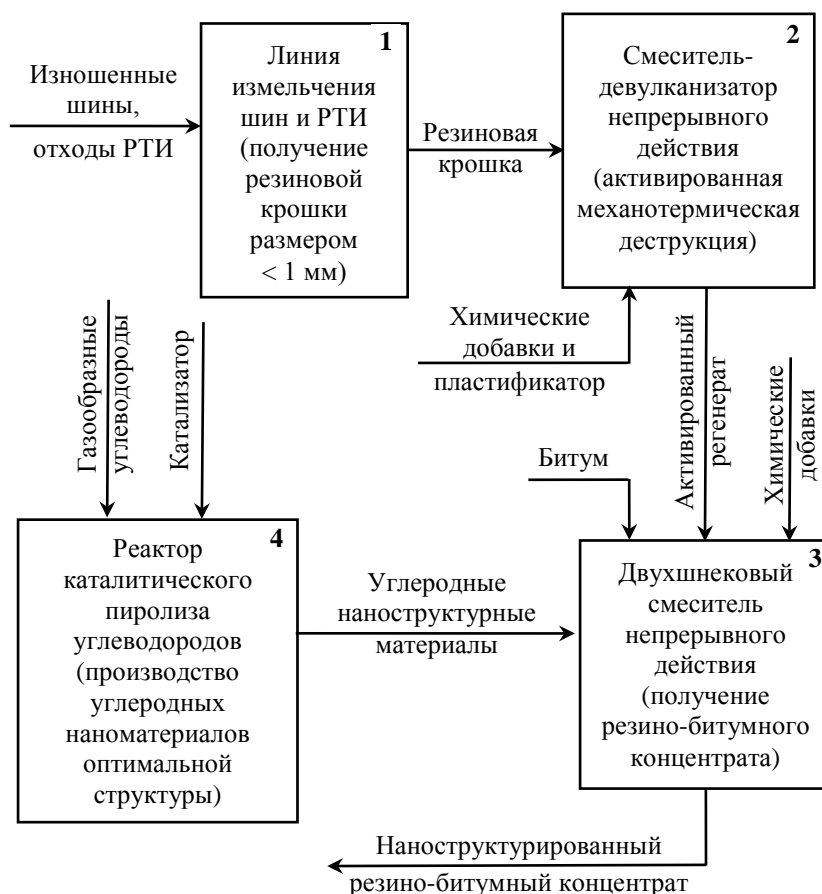 1
Линия
измельчения
шин и РТИ
(получение
резиновой
крошки
размером
< 1 мм)
Изношенные
шины,
отходы РТИ
Резиновая
крошка
2
Смеситель-
девулканизатор
непрерывного
действия
(активированная
механотермическая
деструкция)
Химические
добавки и
пластификатор
Газообразные
углеводороды
Катализатор
Активированный
регенерат
Химические
добавки
Битум
4
Реактор
каталитического
пиролиза
углеводородов
(производство
углеродных
наноматериалов
оптимальной
структуры)
Углеродные
наноструктурные
материалы
3
Двухшнековый
смеситель
непрерывного
действия
(получение
резино-битумного
концентрата)
Наноструктурированный
резино-битумный концентрат